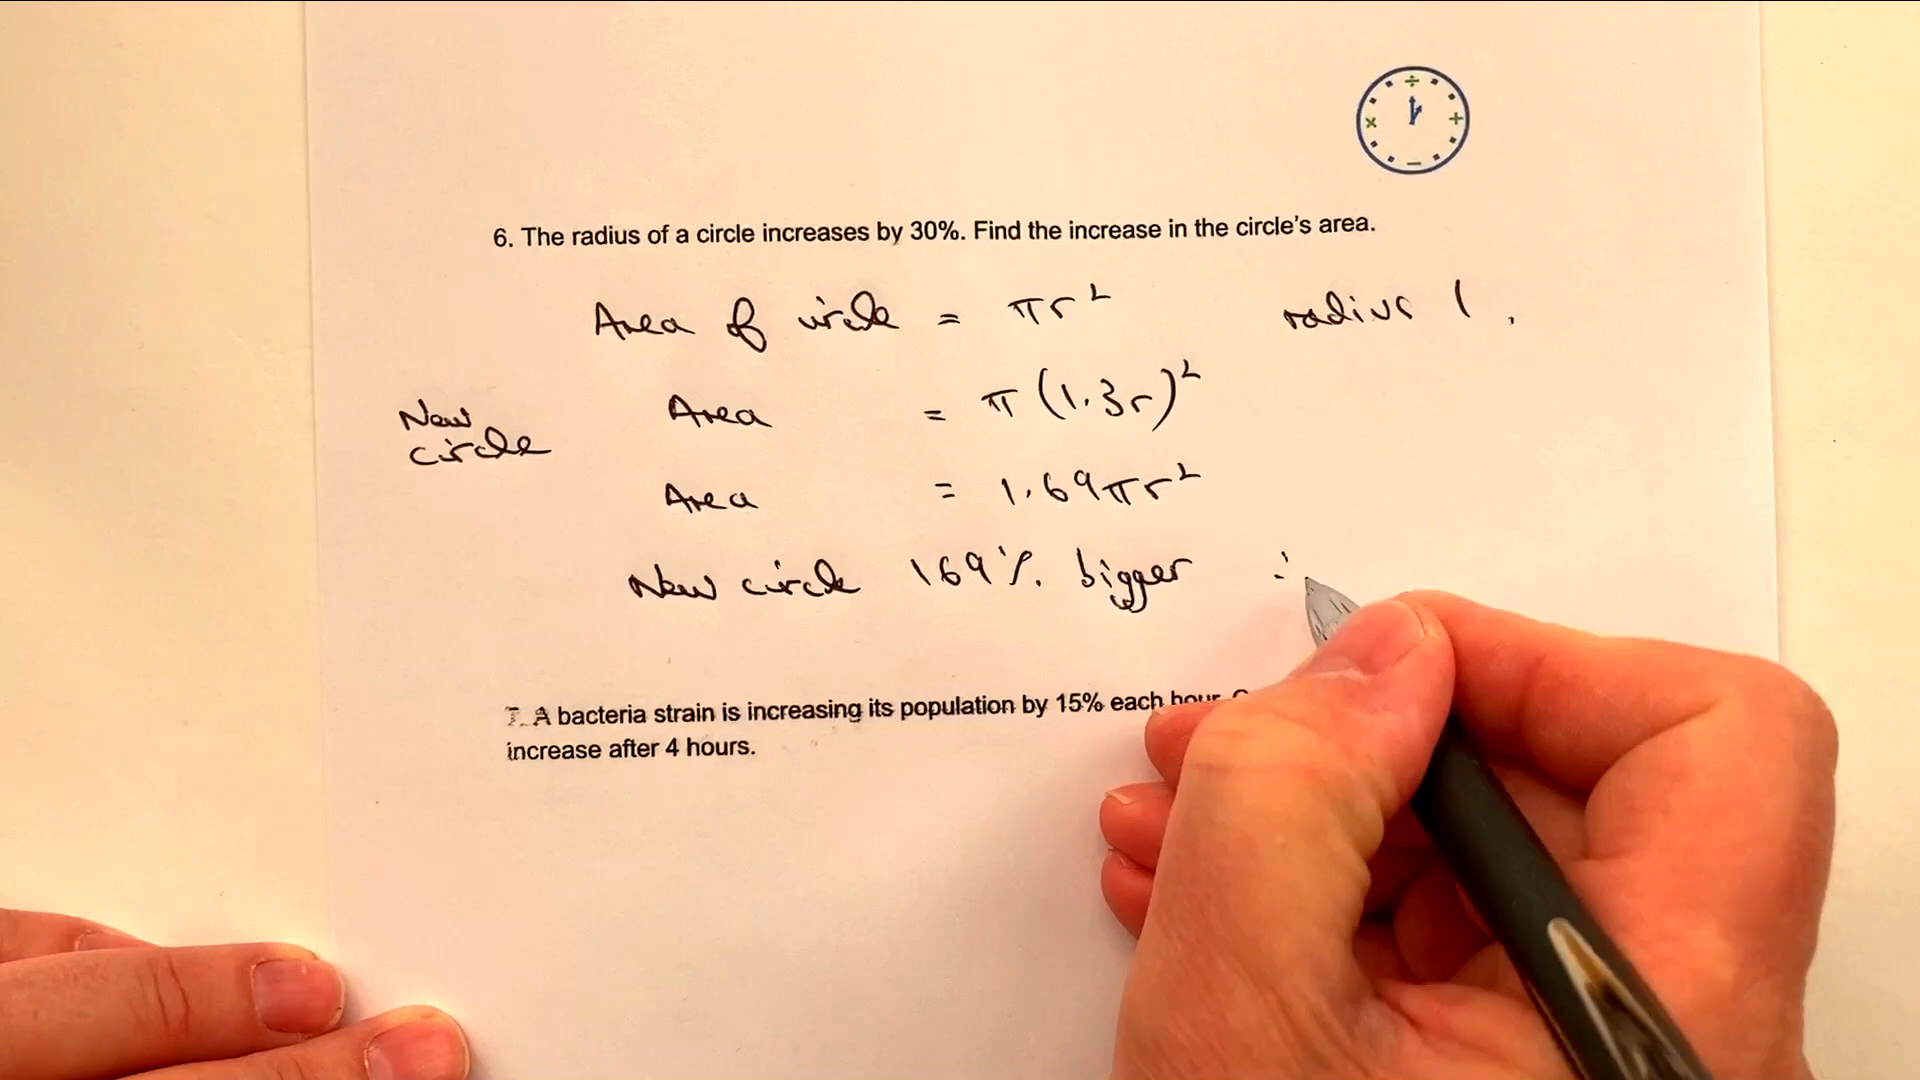 6. The radius of a circle increases by 30%. Find the increase in the circle's area.
Area of circle = πr² radius 1,
New circle Area = π(1.3r)²
Area = 1.69πr²
New circle 169% bigger ∴
7. A bacteria strain is increasing its population by 15% each hour.
increase after 4 hours.